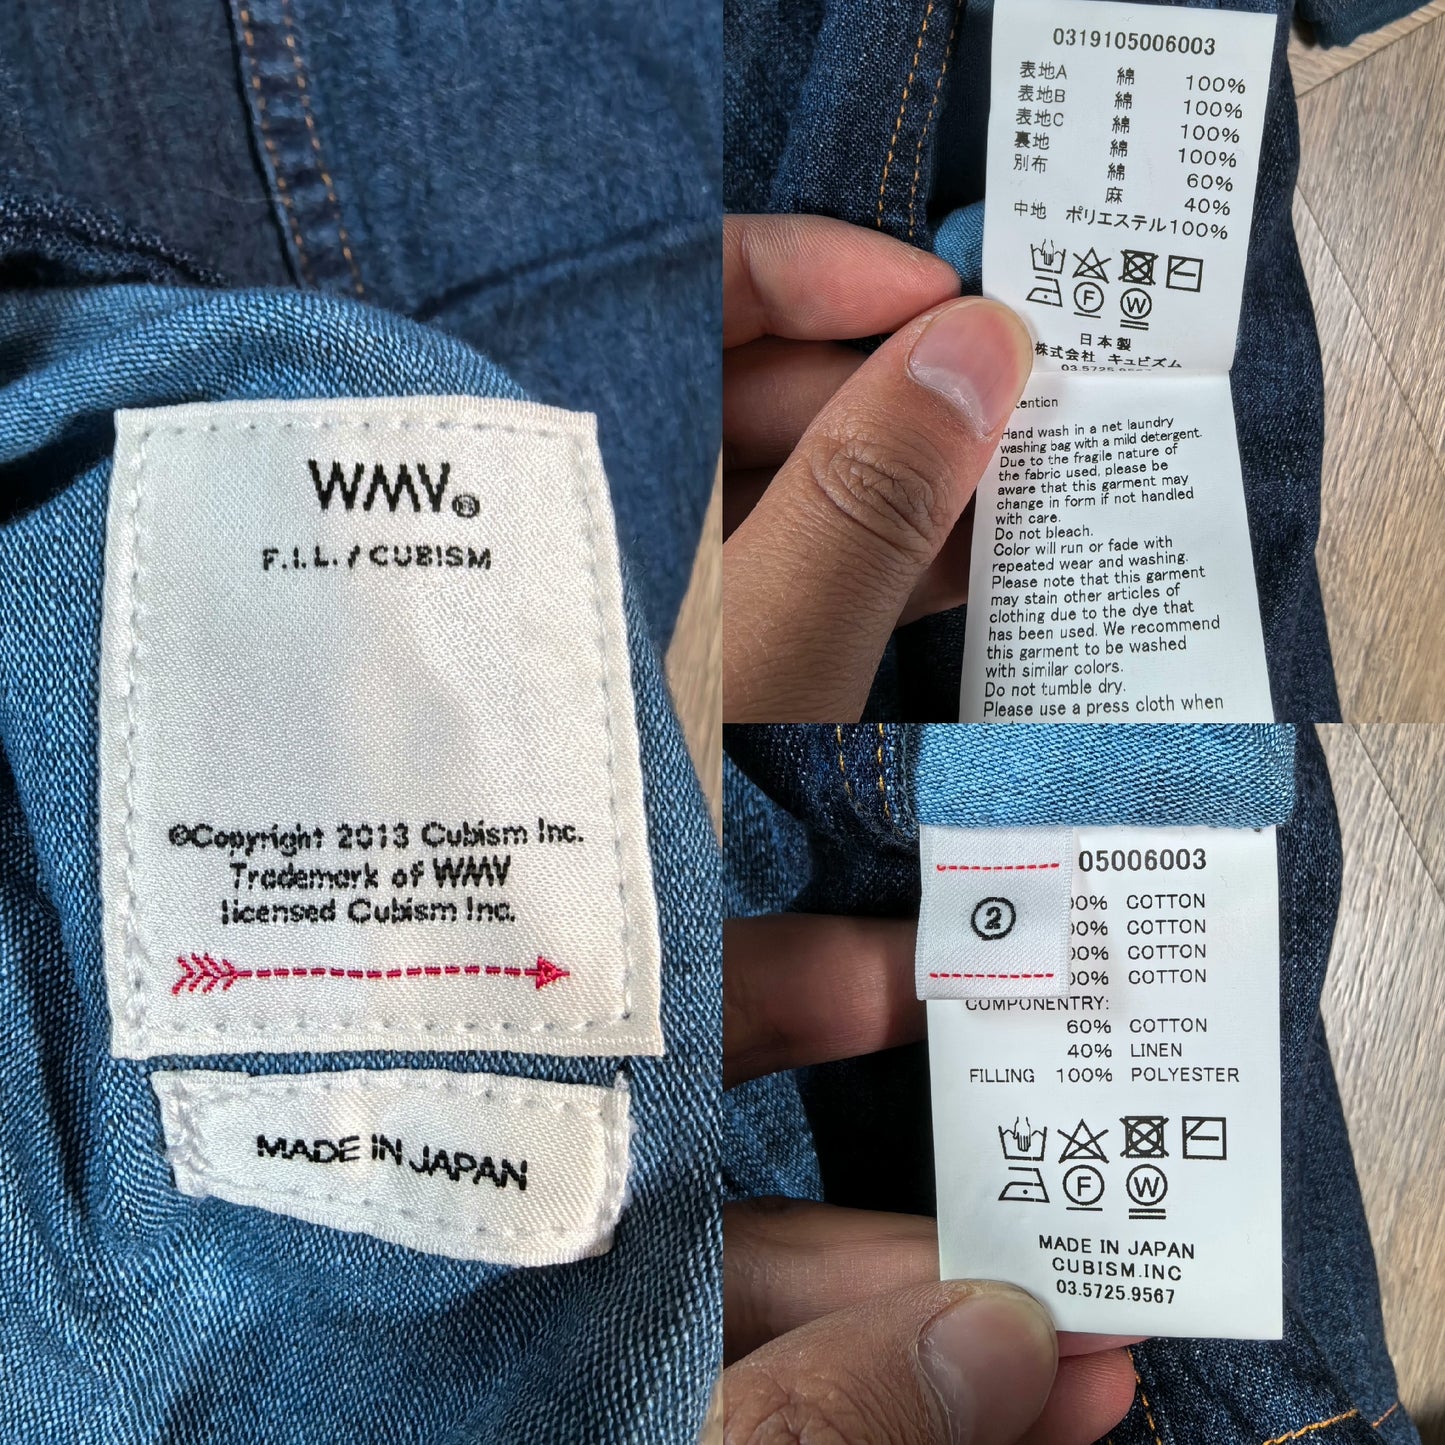 WMV®
F.I.L. / CUBISM
©Copyright 2013 Cubism Inc.
Trademark of WMV
licensed Cubism Inc.
MADE IN JAPAN
0319105006003
表地A 綿 100%
表地B 綿 100%
表地C 綿 100%
裏地 綿 100%
別布 綿 60%
麻 40%
中地 ポリエステル100%
F W
日本製
株式会社 キュビズム
03.5725.9567
tention
Hand wash in a net laundry
washing bag with a mild detergent.
Due to the fragile nature of
the fabric used, please be
aware that this garment may
change in form if not handled
with care.
Do not bleach.
Color will run or fade with
repeated wear and washing.
Please note that this garment
may stain other articles of
clothing due to the dye that
has been used. We recommend
this garment to be washed
with similar colors.
Do not tumble dry.
Please use a press cloth when
2
05006003
00% COTTON
00% COTTON
00% COTTON
00% COTTON
COMPONENTRY:
60% COTTON
40% LINEN
FILLING 100% POLYESTER
F W
MADE IN JAPAN
CUBISM.INC
03.5725.9567